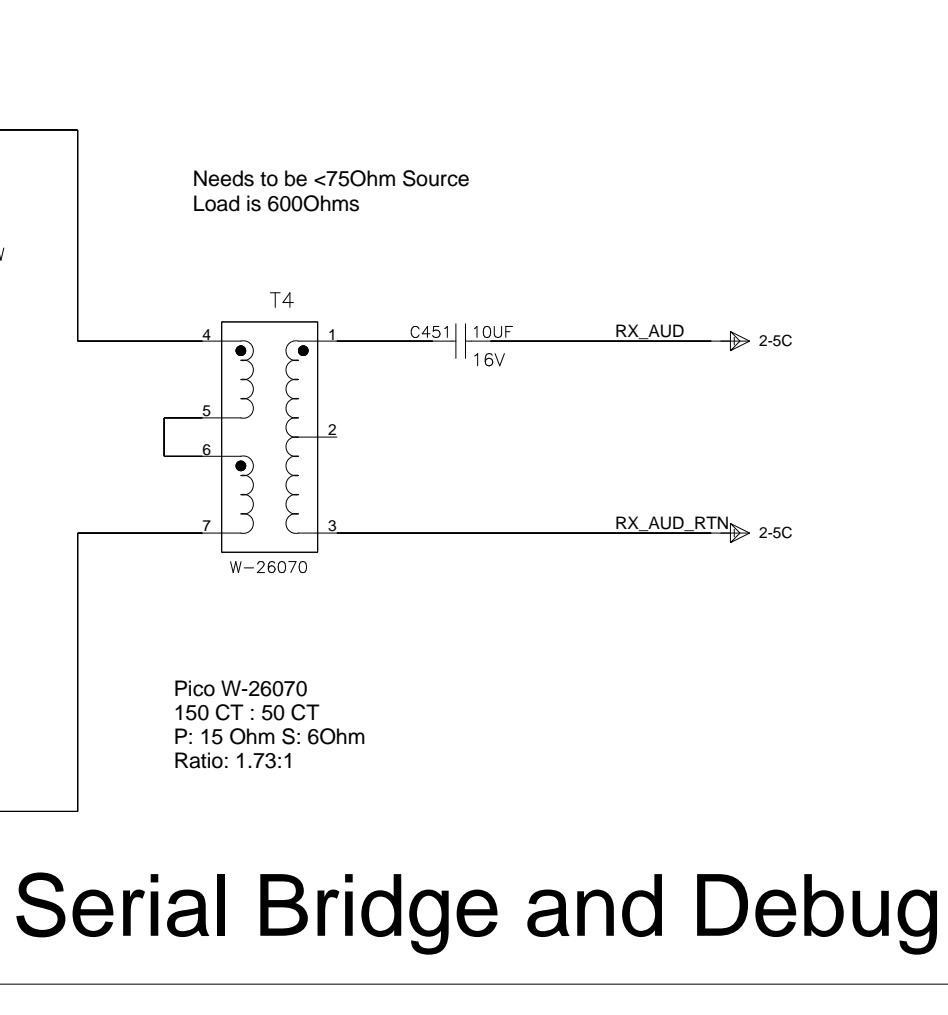 Needs to be <75Ohm Source
Load is 600Ohms
T4
4
1
C451
10UF
16V
RX_AUD
2-5C
5
6
2
7
3
RX_AUD_RTN
2-5C
W-26070
Pico W-26070
150 CT : 50 CT
P: 15 Ohm S: 6Ohm
Ratio: 1.73:1
Serial Bridge and Debug